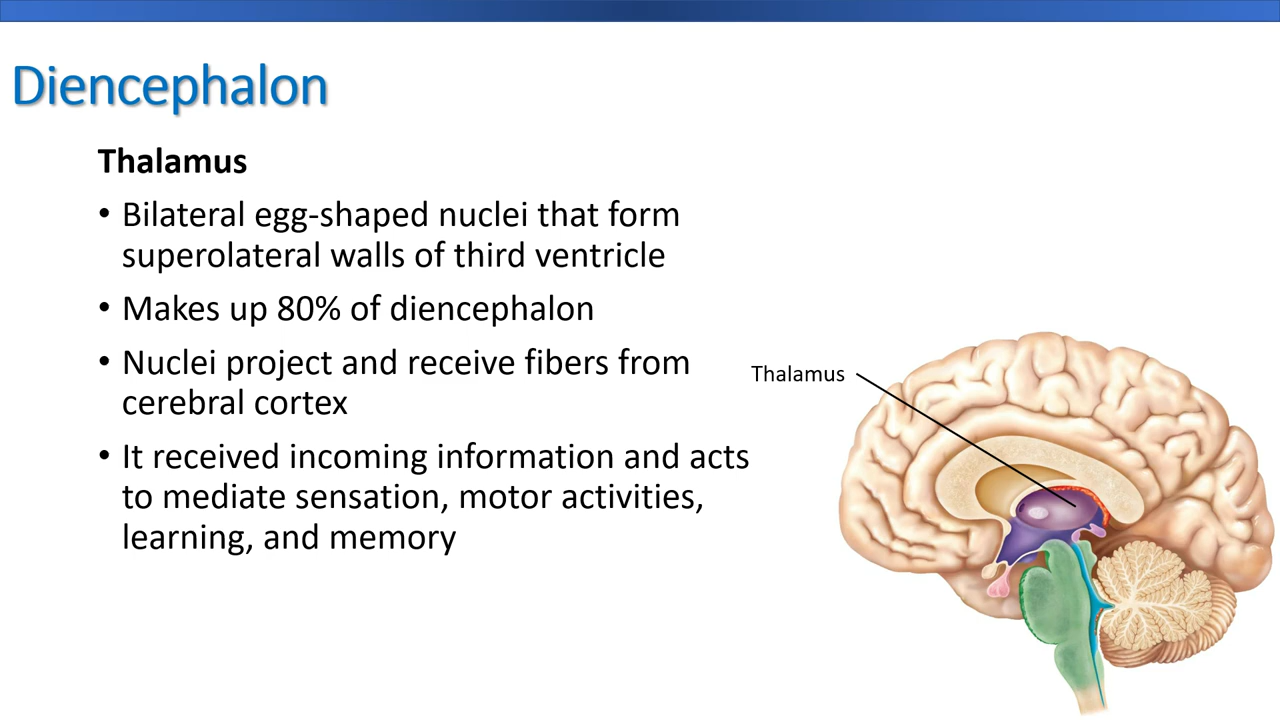 Diencephalon
Thalamus
• Bilateral egg-shaped nuclei that form
superolateral walls of third ventricle
• Makes up 80% of diencephalon
• Nuclei project and receive fibers from
cerebral cortex
• It received incoming information and acts
to mediate sensation, motor activities,
learning, and memory
Thalamus